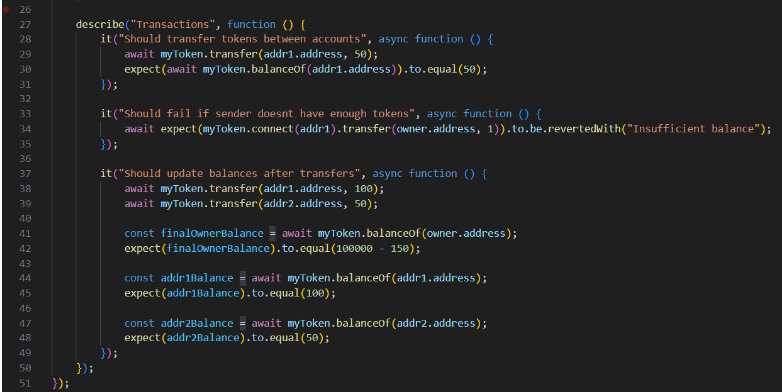 26
27 describe("Transactions", function () {
28 it("Should transfer tokens between accounts", async function () {
29 await myToken.transfer(addr1.address, 50);
30 expect(await myToken.balanceOf(addr1.address)).to.equal(50);
31 });
32
33 it("Should fail if sender doesnt have enough tokens", async function () {
34 await expect(myToken.connect(addr1).transfer(owner.address, 1)).to.be.revertedWith("Insufficient balance");
35 });
36
37 it("Should update balances after transfers", async function () {
38 await myToken.transfer(addr1.address, 100);
39 await myToken.transfer(addr2.address, 50);
40
41 const finalOwnerBalance = await myToken.balanceOf(owner.address);
42 expect(finalOwnerBalance).to.equal(100000 - 150);
43
44 const addr1Balance = await myToken.balanceOf(addr1.address);
45 expect(addr1Balance).to.equal(100);
46
47 const addr2Balance = await myToken.balanceOf(addr2.address);
48 expect(addr2Balance).to.equal(50);
49 });
50 });
51 });